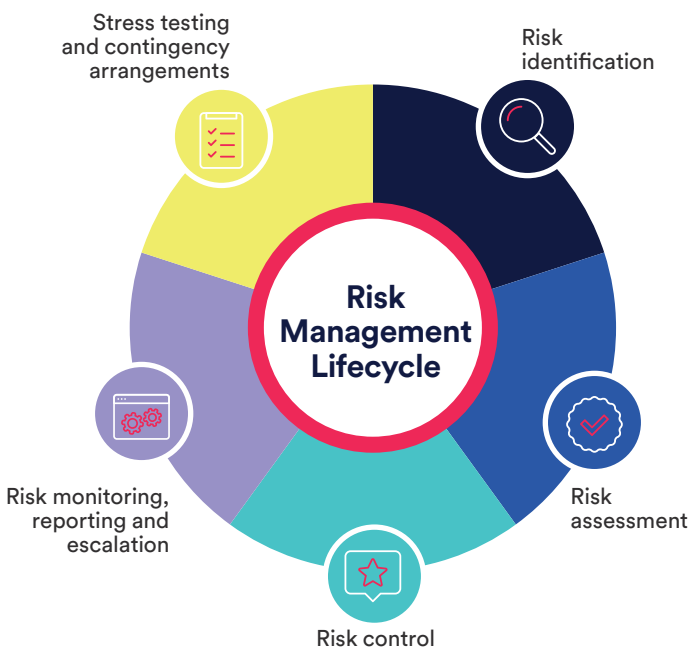 Stress testing
and contingency
arrangements
Risk
identification
Risk
Management
Lifecycle
Risk monitoring,
reporting and
escalation
Risk
assessment
Risk control